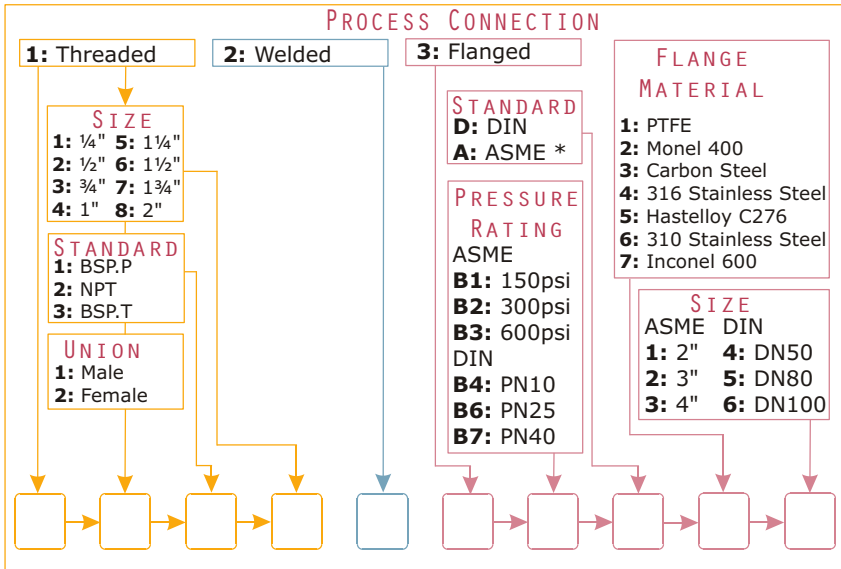 PROCESS CONNECTION
1: Threaded
2: Welded
3: Flanged
SIZE
1: ¼" 5: 1¼"
2: ½" 6: 1½"
3: ¾" 7: 1¾"
4: 1" 8: 2"
STANDARD
1: BSP.P
2: NPT
3: BSP.T
UNION
1: Male
2: Female
STANDARD
D: DIN
A: ASME *
PRESSURE
RATING
ASME
B1: 150psi
B2: 300psi
B3: 600psi
DIN
B4: PN10
B6: PN25
B7: PN40
FLANGE
MATERIAL
1: PTFE
2: Monel 400
3: Carbon Steel
4: 316 Stainless Steel
5: Hastelloy C276
6: 310 Stainless Steel
7: Inconel 600
SIZE
ASME DIN
1: 2" 4: DN50
2: 3" 5: DN80
3: 4" 6: DN100